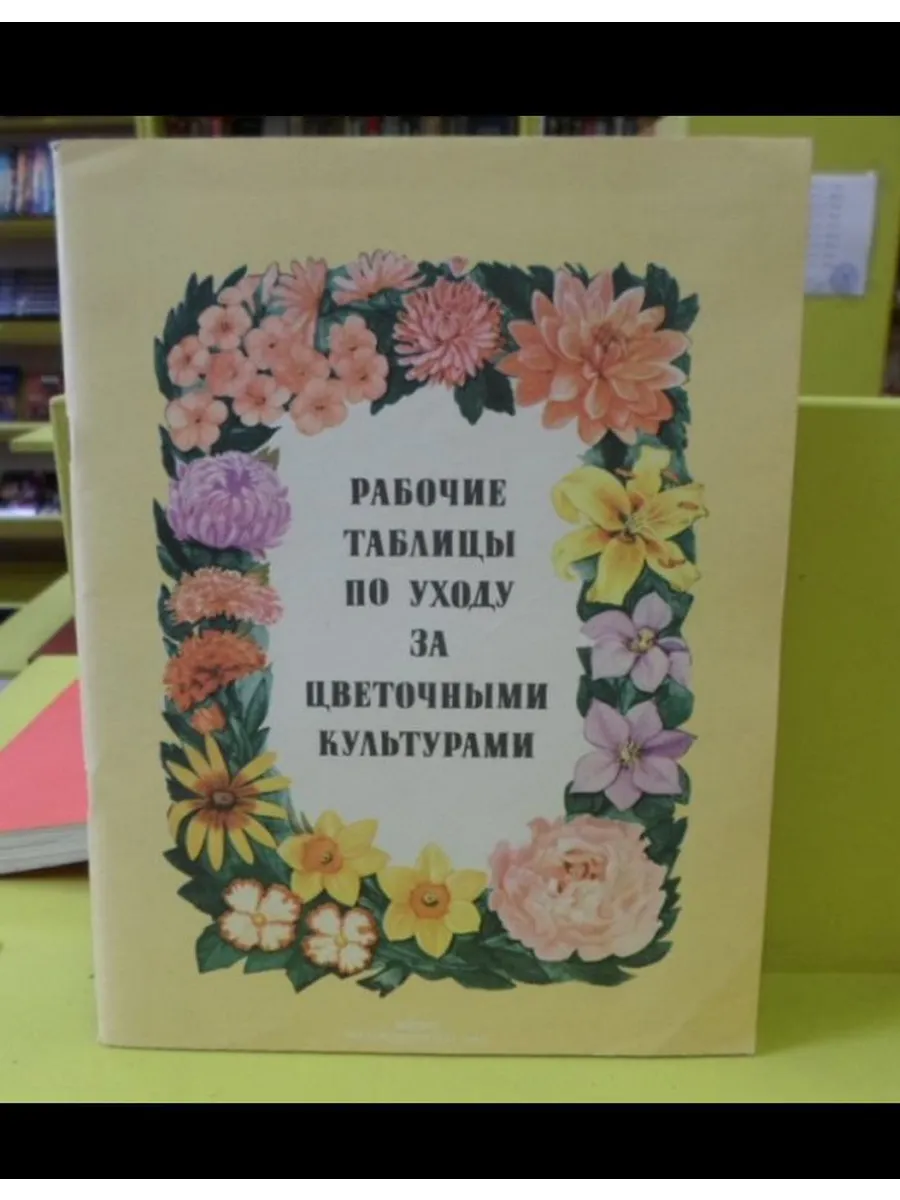 РАБОЧИЕ
ТАБЛИЦЫ
ПО УХОДУ
ЗА
ЦВЕТОЧНЫМИ
КУЛЬТУРАМИ